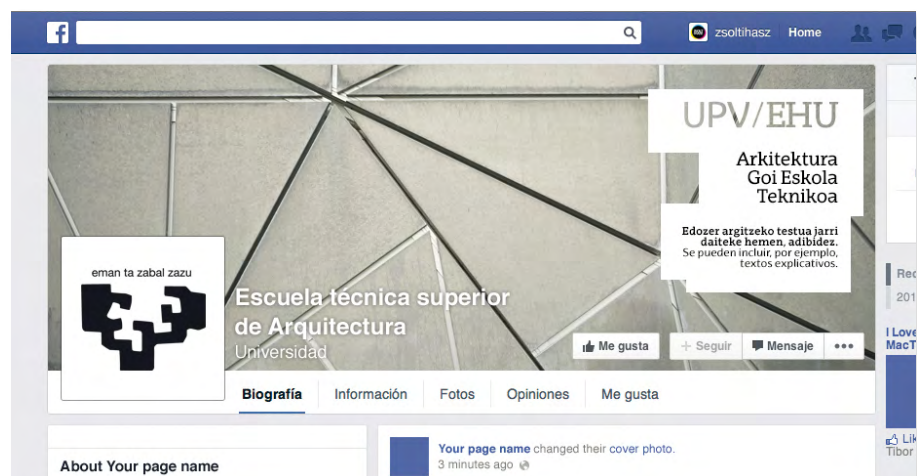 f
zsoltihasz
Home
UPV/EHU
Arkitektura
Goi Eskola
Teknikoa
Edozer argitzeko testua jarri
daiteke hemen, adibidez.
Se pueden incluir, por ejemplo,
textos explicativos.
eman ta zabal zazu
Escuela tecnica superior
de Arquitectura
Universidad
Me gusta
+ Seguir
Mensaje
•••
Biografía
Información
Fotos
Opiniones
Me gusta
About Your page name
Your page name changed their cover photo.
3 minutes ago
Rec
201
I Love
MacT
Lik
Tibor